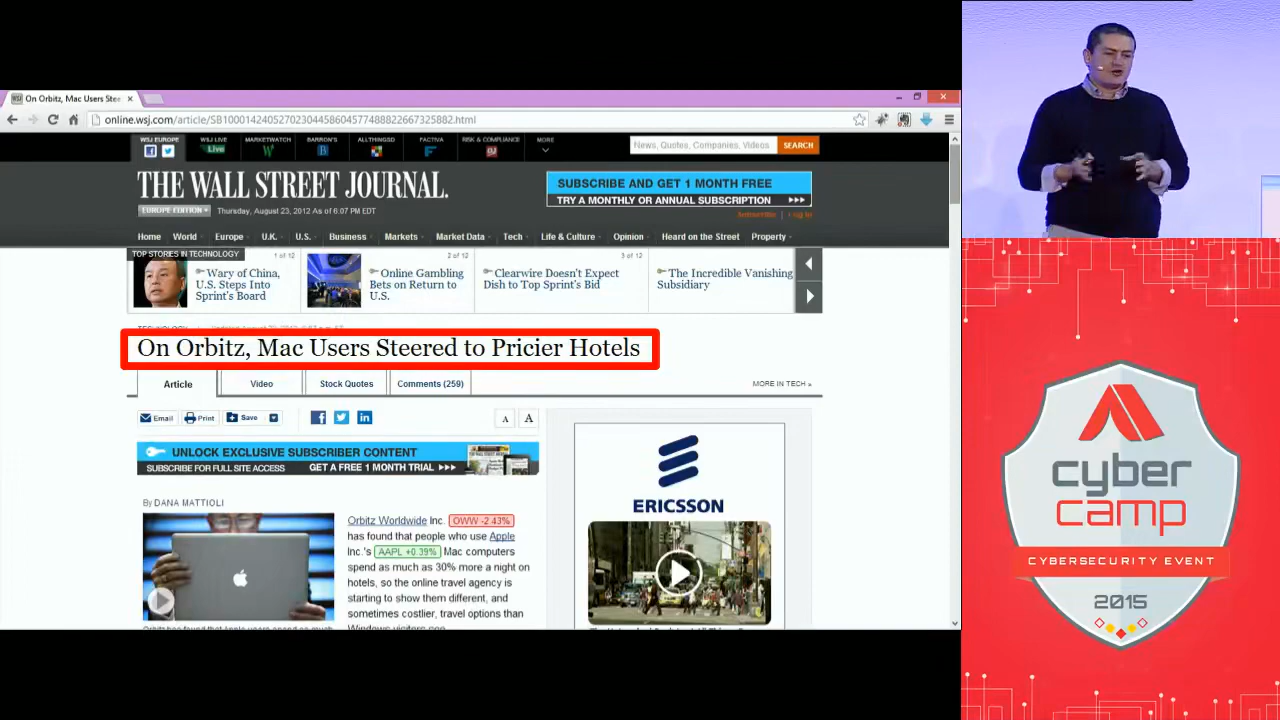 On Orbitz, Mac Users Stee
online.wsj.com/article/SB10001424052702304458604577488822667325882.html
WSJ EUROPE
WSJ LIVE
MARKETWATCH
BARRON'S
ALLTHINGSD
FACTIVA
RISK & COMPLIANCE
MORE
Live
News, Quotes, Companies, Videos
SEARCH
THE WALL STREET JOURNAL.
SUBSCRIBE AND GET 1 MONTH FREE
TRY A MONTHLY OR ANNUAL SUBSCRIPTION
EUROPE EDITION
Thursday, August 23, 2012 As of 6:07 PM EDT
Subscribe Log In
Home World Europe U.K. U.S. Business Markets Market Data Tech Life & Culture Opinion Heard on the Street Property
TOP STORIES IN TECHNOLOGY
1 of 12
Wary of China,
U.S. Steps Into
Sprint's Board
2 of 12
Online Gambling
Bets on Return to
U.S.
3 of 12
Clearwire Doesn't Expect
Dish to Top Sprint's Bid
The Incredible Vanishing
Subsidiary
On Orbitz, Mac Users Steered to Pricier Hotels
Article Video Stock Quotes Comments (259)
MORE IN TECH »
Email Print Save
A A
UNLOCK EXCLUSIVE SUBSCRIBER CONTENT
SUBSCRIBE FOR FULL SITE ACCESS GET A FREE 1 MONTH TRIAL
By DANA MATTIOLI
Orbitz Worldwide Inc. OWW -2.43%
has found that people who use Apple
Inc.'s AAPL +0.39% Mac computers
spend as much as 30% more a night on
hotels, so the online travel agency is
starting to show them different, and
sometimes costlier, travel options than
Windows visitors see.
ERICSSON
cyber
camp
CYBERSECURITY EVENT
2015